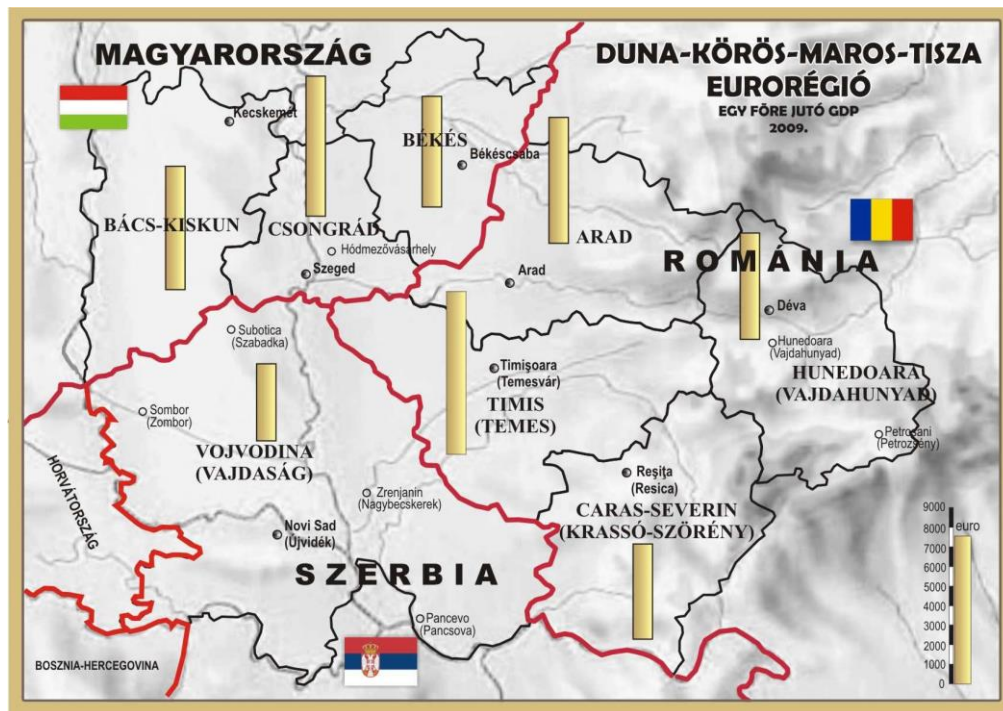 MAGYARORSZÁG
DUNA-KÖRÖS-MAROS-TISZA
EURORÉGIÓ
EGY FŐRE JUTÓ GDP
2009.
Kecskemét
BÉKÉS
Békéscsaba
BÁCS-KISKUN
CSONGRÁD
Hódmezővásárhely
Szeged
ARAD
Arad
ROMÁNIA
Déva
Hunedoara
(Vajdahunyad)
HUNEDOARA
(VAJDAHUNYAD)
Petrosani
(Petrozsény)
Subotica
(Szabadka)
Timişoara
(Temesvár)
TIMIS
(TEMES)
Sombor
(Zombor)
VOJVODINA
(VAJDASÁG)
HORVÁTORSZÁG
Zrenjanin
(Nagybecskerek)
Reşiţa
(Resica)
CARAS-SEVERIN
(KRASSÓ-SZÖRÉNY)
Novi Sad
(Újvidék)
SZERBIA
Pancevo
(Pancsova)
BOSZNIA-HERCEGOVINA
9000
euro
8000
7000
6000
5000
4000
3000
2000
1000
0